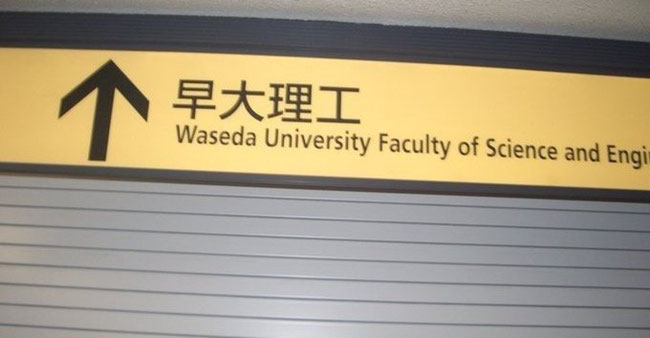 早大理工
Waseda University Faculty of Science and Engi